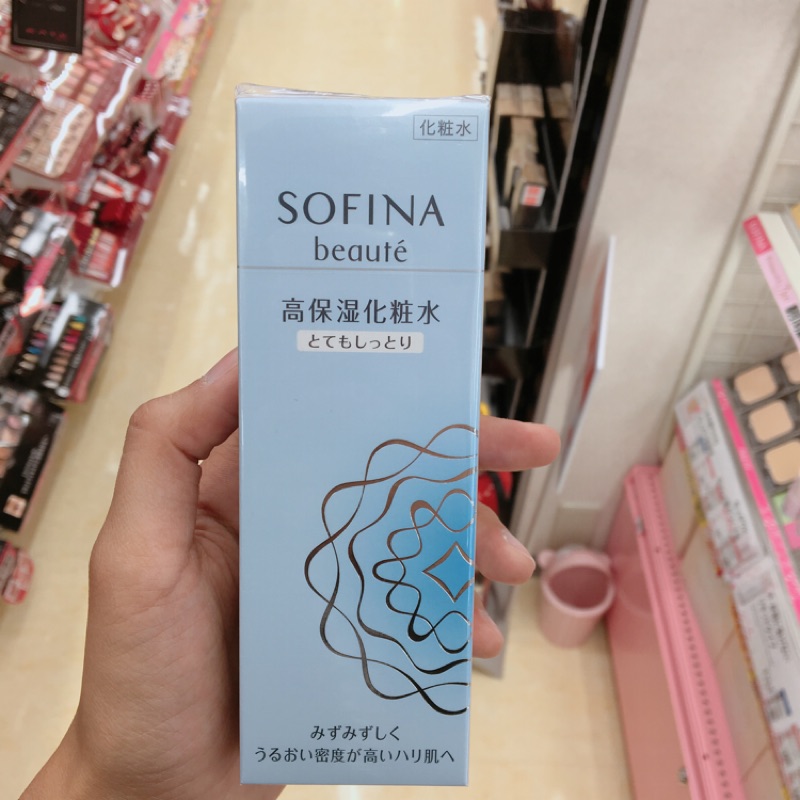 化粧水
SOFINA
beauté
高保湿化粧水
とてもしっとり
みずみずしく
うるおい密度が高いハリ肌へ